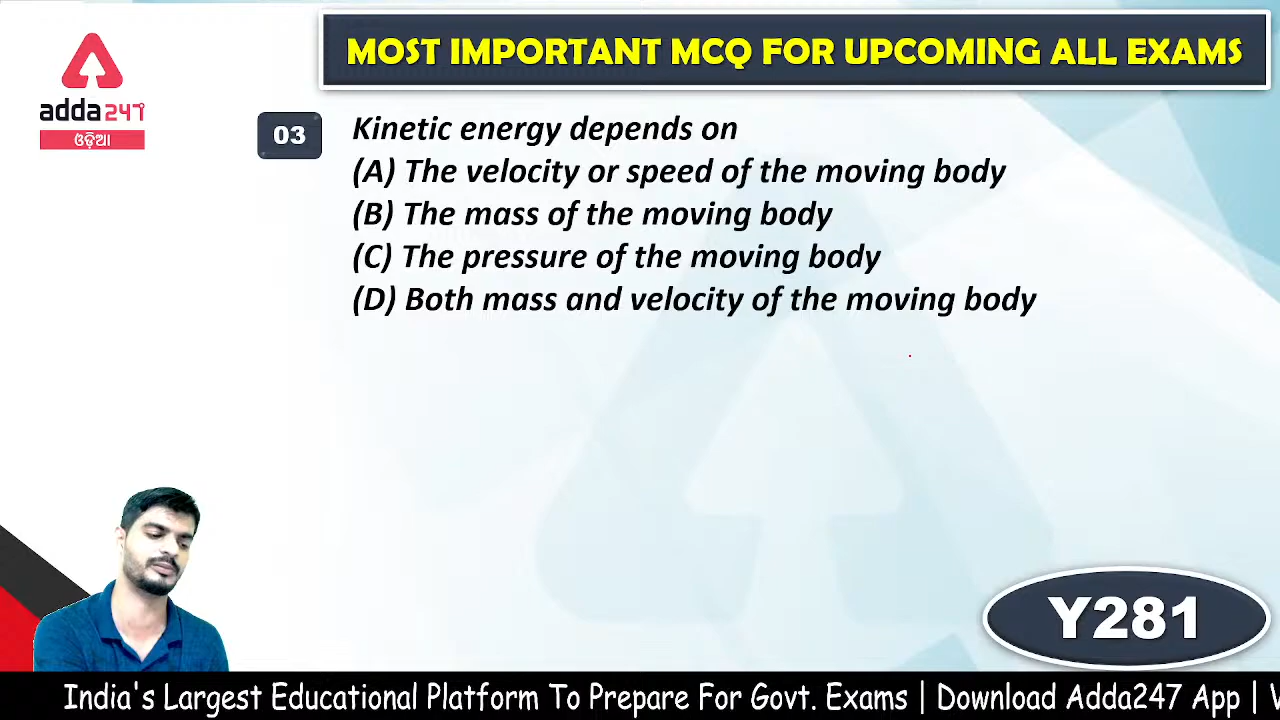 MOST IMPORTANT MCQ FOR UPCOMING ALL EXAMS
adda247
ଓଡ଼ିଆ
03
Kinetic energy depends on
(A) The velocity or speed of the moving body
(B) The mass of the moving body
(C) The pressure of the moving body
(D) Both mass and velocity of the moving body
Y281
India's Largest Educational Platform To Prepare For Govt. Exams | Download Adda247 App |